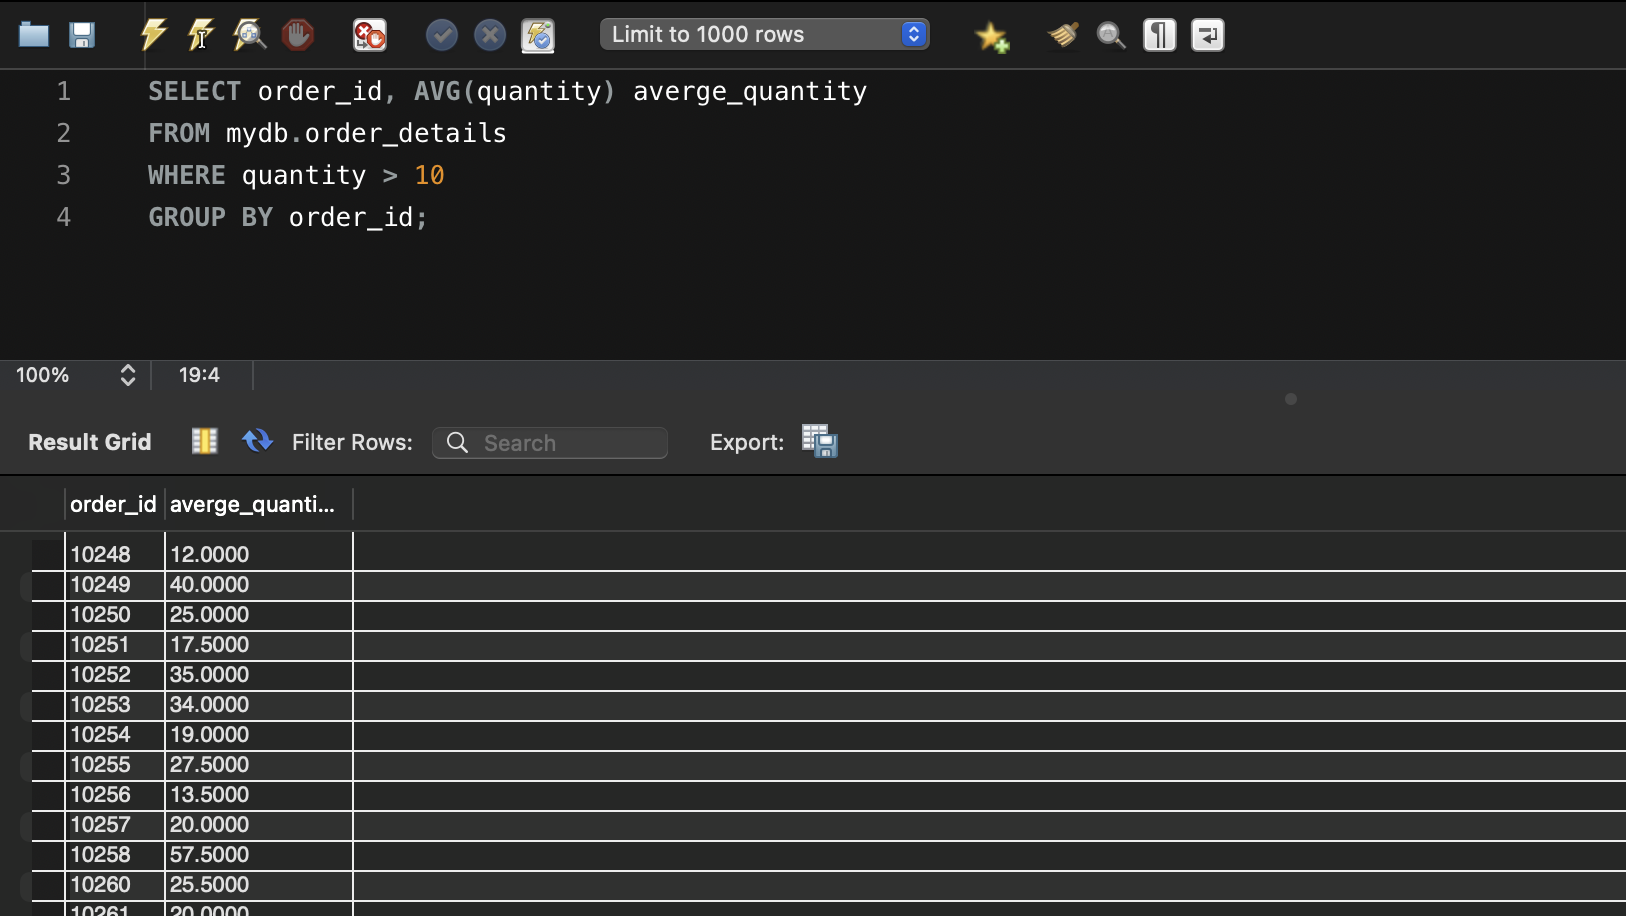 Limit to 1000 rows
1 SELECT order_id, AVG(quantity) averge_quantity
2 FROM mydb.order_details
3 WHERE quantity > 10
4 GROUP BY order_id;
100% 19:4
Result Grid Filter Rows: Search Export:
order_id averge_quanti...
10248 12.0000
10249 40.0000
10250 25.0000
10251 17.5000
10252 35.0000
10253 34.0000
10254 19.0000
10255 27.5000
10256 13.5000
10257 20.0000
10258 57.5000
10260 25.5000
10261 20.0000